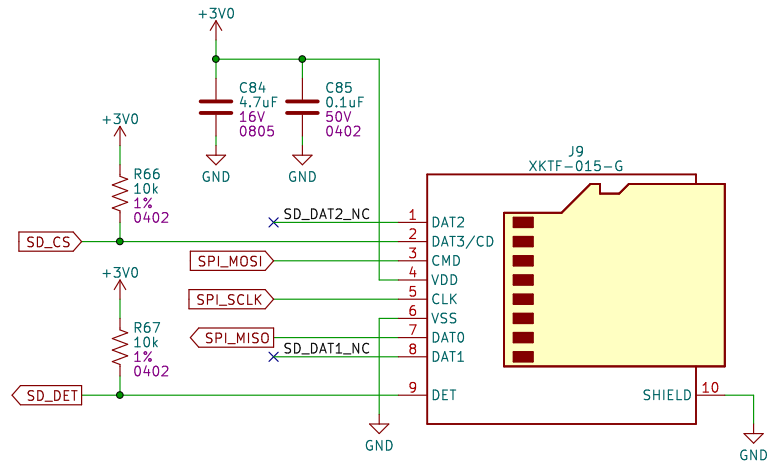 +3V0
C84
4.7uF
16V
0805
C85
0.1uF
50V
0402
GND
GND
+3V0
R66
10k
1%
0402
J9
XKTF-015-G
SD_DAT2_NC
1
DAT2
SD_CS
2
DAT3/CD
SPI_MOSI
3
CMD
4
VDD
+3V0
SPI_SCLK
5
CLK
6
VSS
R67
10k
1%
0402
SPI_MISO
7
DAT0
SD_DAT1_NC
8
DAT1
SD_DET
9
DET
SHIELD
10
GND
GND